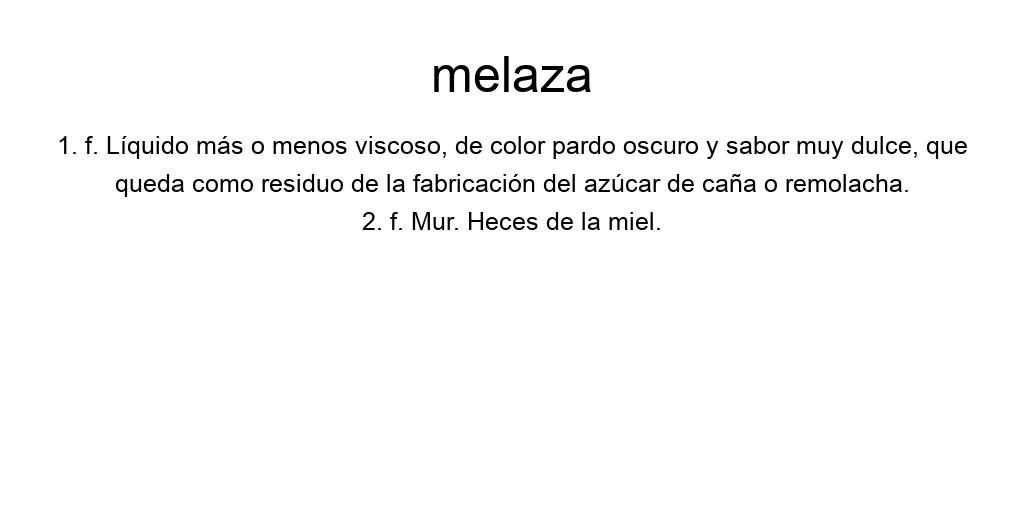 melaza
1. f. Líquido más o menos viscoso, de color pardo oscuro y sabor muy dulce, que
queda como residuo de la fabricación del azúcar de caña o remolacha.
2. f. Mur. Heces de la miel.